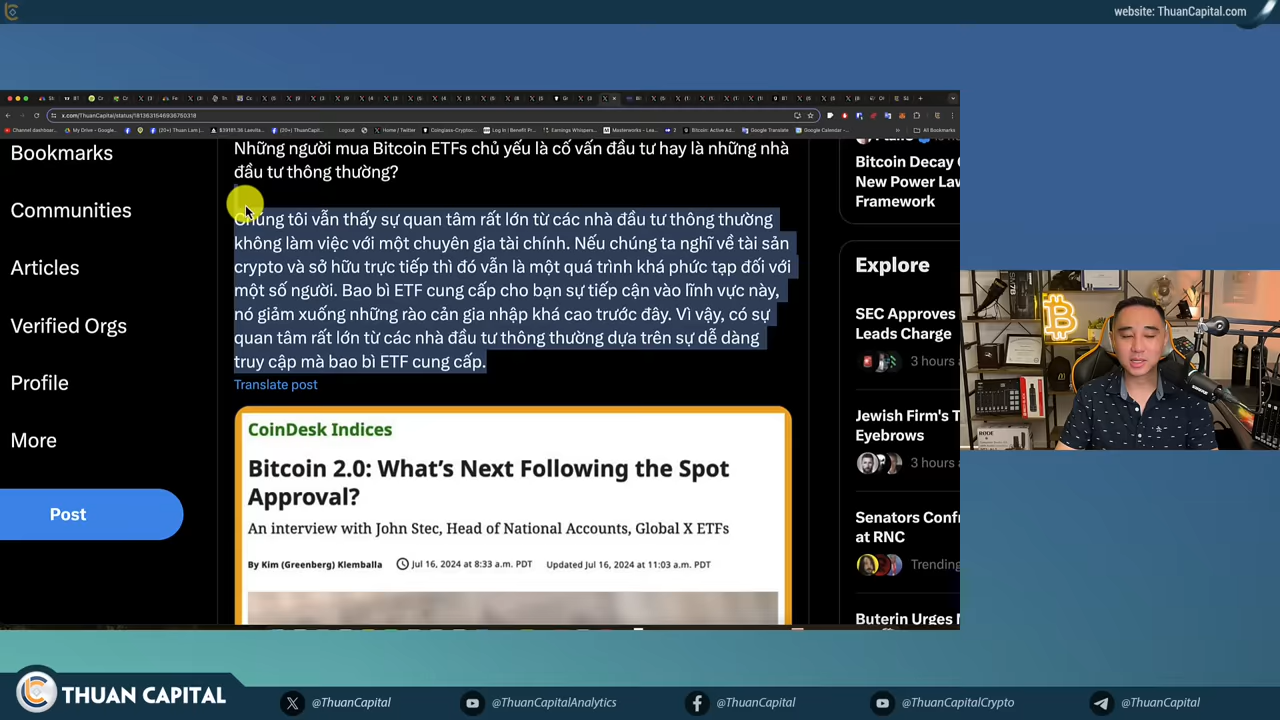 website: ThuanCapital.com
x.com/ThuanCapital/status/1813631646936750318
Bookmarks
Communities
Articles
Verified Orgs
Profile
More
Post
Những người mua Bitcoin ETFs chủ yếu là cố vấn đầu tư hay là những nhà
đầu tư thông thường?
Chúng tôi vẫn thấy sự quan tâm rất lớn từ các nhà đầu tư thông thường
không làm việc với một chuyên gia tài chính. Nếu chúng ta nghĩ về tài sản
crypto và sở hữu trực tiếp thì đó vẫn là một quá trình khá phức tạp đối với
một số người. Bao bì ETF cung cấp cho bạn sự tiếp cận vào lĩnh vực này,
nó giảm xuống những rào cản gia nhập khá cao trước đây. Vì vậy, có sự
quan tâm rất lớn từ các nhà đầu tư thông thường dựa trên sự dễ dàng
truy cập mà bao bì ETF cung cấp.
Translate post
CoinDesk Indices
Bitcoin 2.0: What's Next Following the Spot
Approval?
An interview with John Stec, Head of National Accounts, Global X ETFs
By Kim (Greenberg) Klemballa
Jul 16, 2024 at 8:33 a.m. PDT
Updated Jul 16, 2024 at 11:03 a.m. PDT
Bitcoin Decay
New Power Law
Framework
Explore
SEC Approves
Leads Charge
3 hours
Jewish Firm's T
Eyebrows
3 hours
Senators Conf
at RNC
Trending
Buterin Urges
THUAN CAPITAL
@ThuanCapital
@ThuanCapitalAnalytics
@ThuanCapital
@ThuanCapitalCrypto
@ThuanCapital